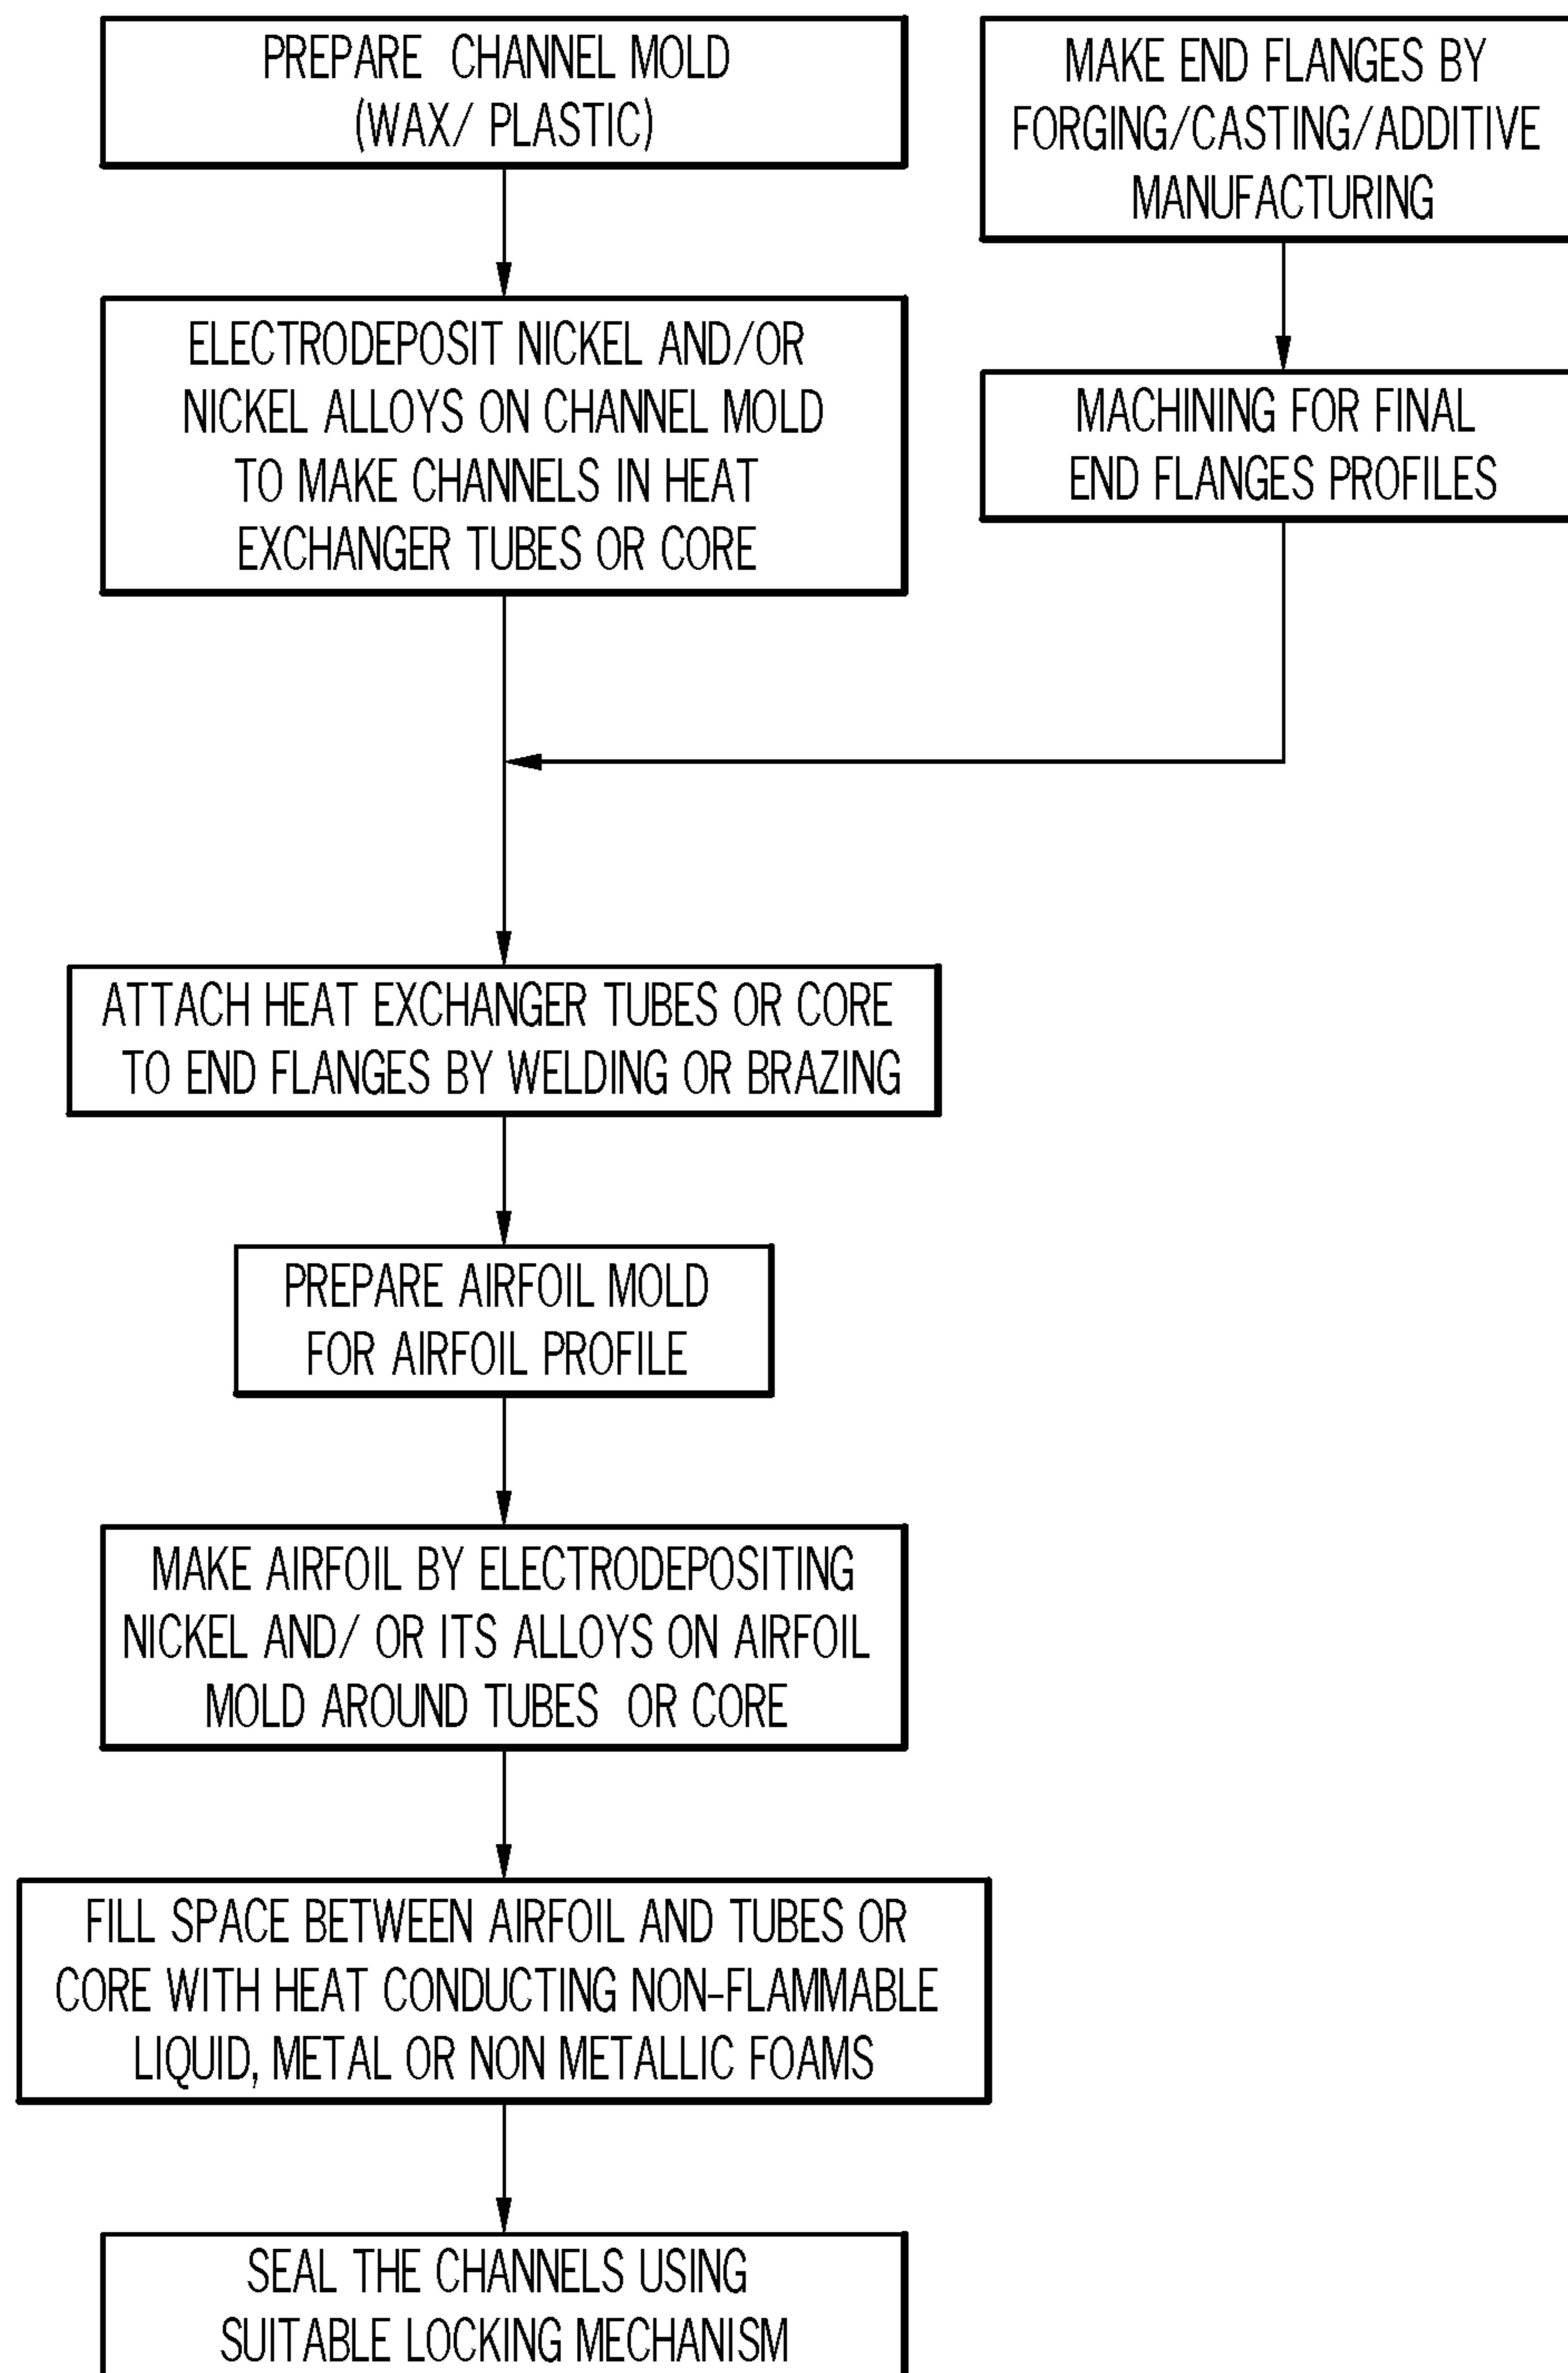 PREPARE CHANNEL MOLD
(WAX/ PLASTIC)
MAKE END FLANGES BY
FORGING/CASTING/ADDITIVE
MANUFACTURING
ELECTRODEPOSIT NICKEL AND/OR
NICKEL ALLOYS ON CHANNEL MOLD
TO MAKE CHANNELS IN HEAT
EXCHANGER TUBES OR CORE
MACHINING FOR FINAL
END FLANGES PROFILES
ATTACH HEAT EXCHANGER TUBES OR CORE
TO END FLANGES BY WELDING OR BRAZING
PREPARE AIRFOIL MOLD
FOR AIRFOIL PROFILE
MAKE AIRFOIL BY ELECTRODEPOSITING
NICKEL AND/ OR ITS ALLOYS ON AIRFOIL
MOLD AROUND TUBES OR CORE
FILL SPACE BETWEEN AIRFOIL AND TUBES OR
CORE WITH HEAT CONDUCTING NON-FLAMMABLE
LIQUID, METAL OR NON METALLIC FOAMS
SEAL THE CHANNELS USING
SUITABLE LOCKING MECHANISM